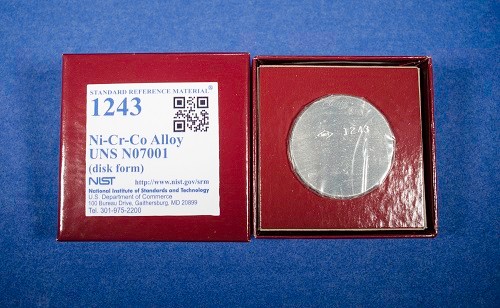 STANDARD REFERENCE MATERIAL®
1243
Ni-Cr-Co Alloy
UNS N07001
(disk form)
NIST http://www.nist.gov/srm
National Institute of Standards and Technology
U.S. Department of Commerce
100 Bureau Drive, Gaithersburg, MD 20899
Tel. 301-975-2200
1243